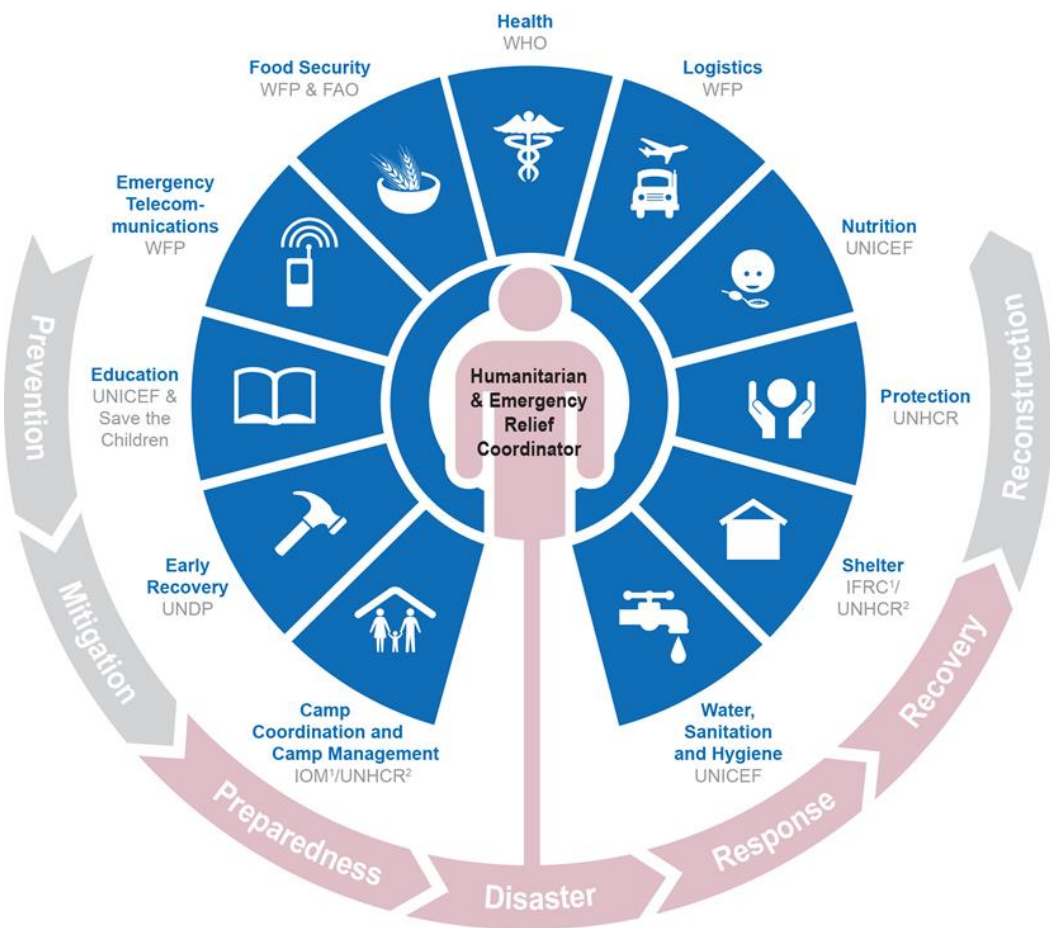 Health
WHO
Food Security
WFP & FAO
Logistics
WFP
Emergency
Telecom-
munications
WFP
Nutrition
UNICEF
Education
UNICEF &
Save the
Children
Humanitarian
& Emergency
Relief
Coordinator
Protection
UNHCR
Early
Recovery
UNDP
Shelter
IFRC¹/
UNHCR²
Camp
Coordination and
Camp Management
IOM¹/UNHCR²
Water,
Sanitation
and Hygiene
UNICEF
Prevention
Mitigation
Preparedness
Disaster
Response
Recovery
Reconstruction